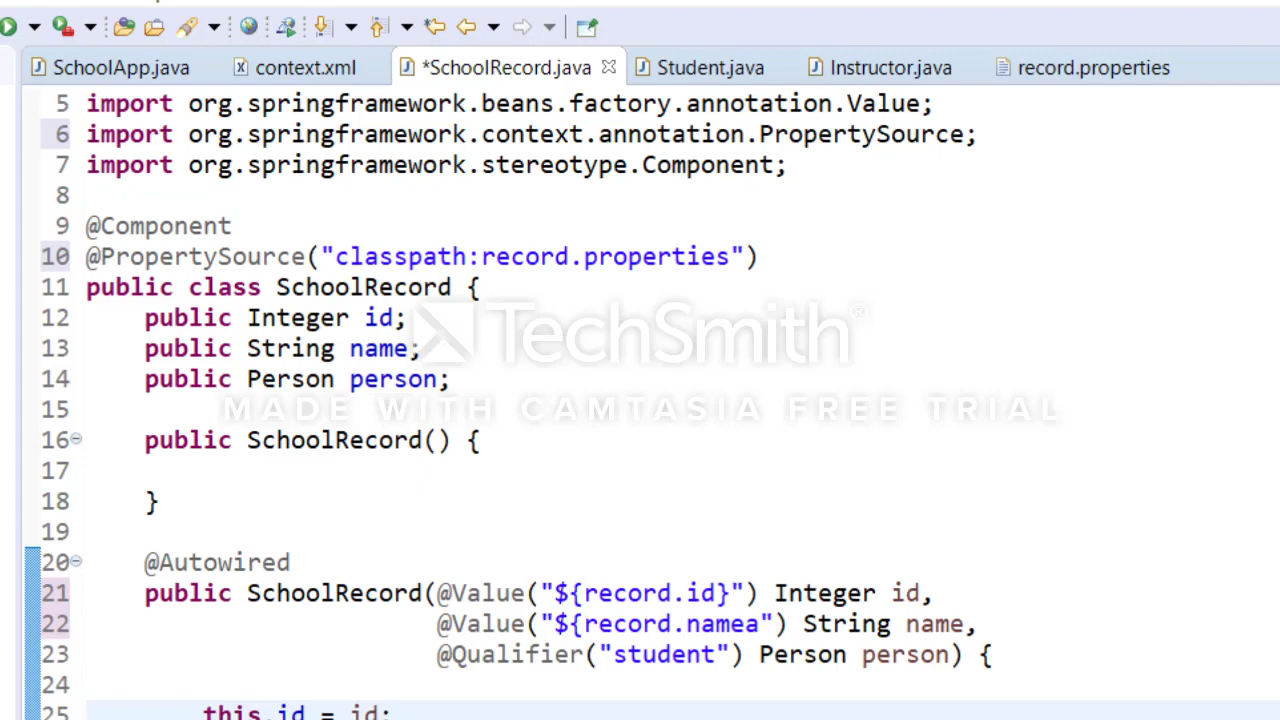 SchoolApp.java context.xml *SchoolRecord.java Student.java Instructor.java record.properties
5 import org.springframework.beans.factory.annotation.Value;
6 import org.springframework.context.annotation.PropertySource;
7 import org.springframework.stereotype.Component;
8
9 @Component
10 @PropertySource("classpath:record.properties")
11 public class SchoolRecord {
12 public Integer id;
13 public String name;
14 public Person person;
15
16 public SchoolRecord() {
17
18 }
19
20 @Autowired
21 public SchoolRecord(@Value("${record.id}") Integer id,
22 @Value("${record.namea") String name,
23 @Qualifier("student") Person person) {
24
25 this.id = id;
TechSmith®
MADE WITH CAMTASIA FREE TRIAL